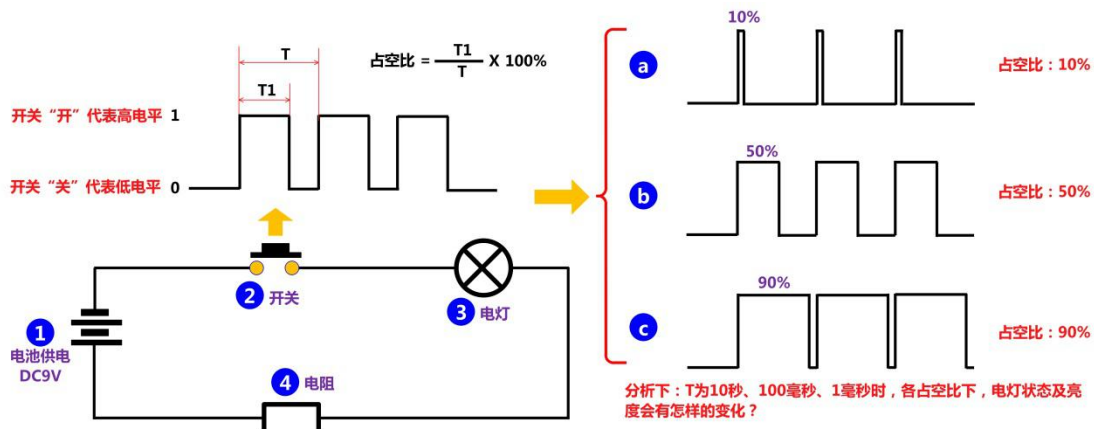 T
占空比 = T1/T X 100%
T1
开关“开”代表高电平 1
开关“关”代表低电平 0
2 开关
3 电灯
1
电池供电
DC9V
4 电阻
10%
a
占空比：10%
50%
b
占空比：50%
90%
c
占空比：90%
分析下：T为10秒、100毫秒、1毫秒时，各占空比下，电灯状态及亮
度会有怎样的变化？